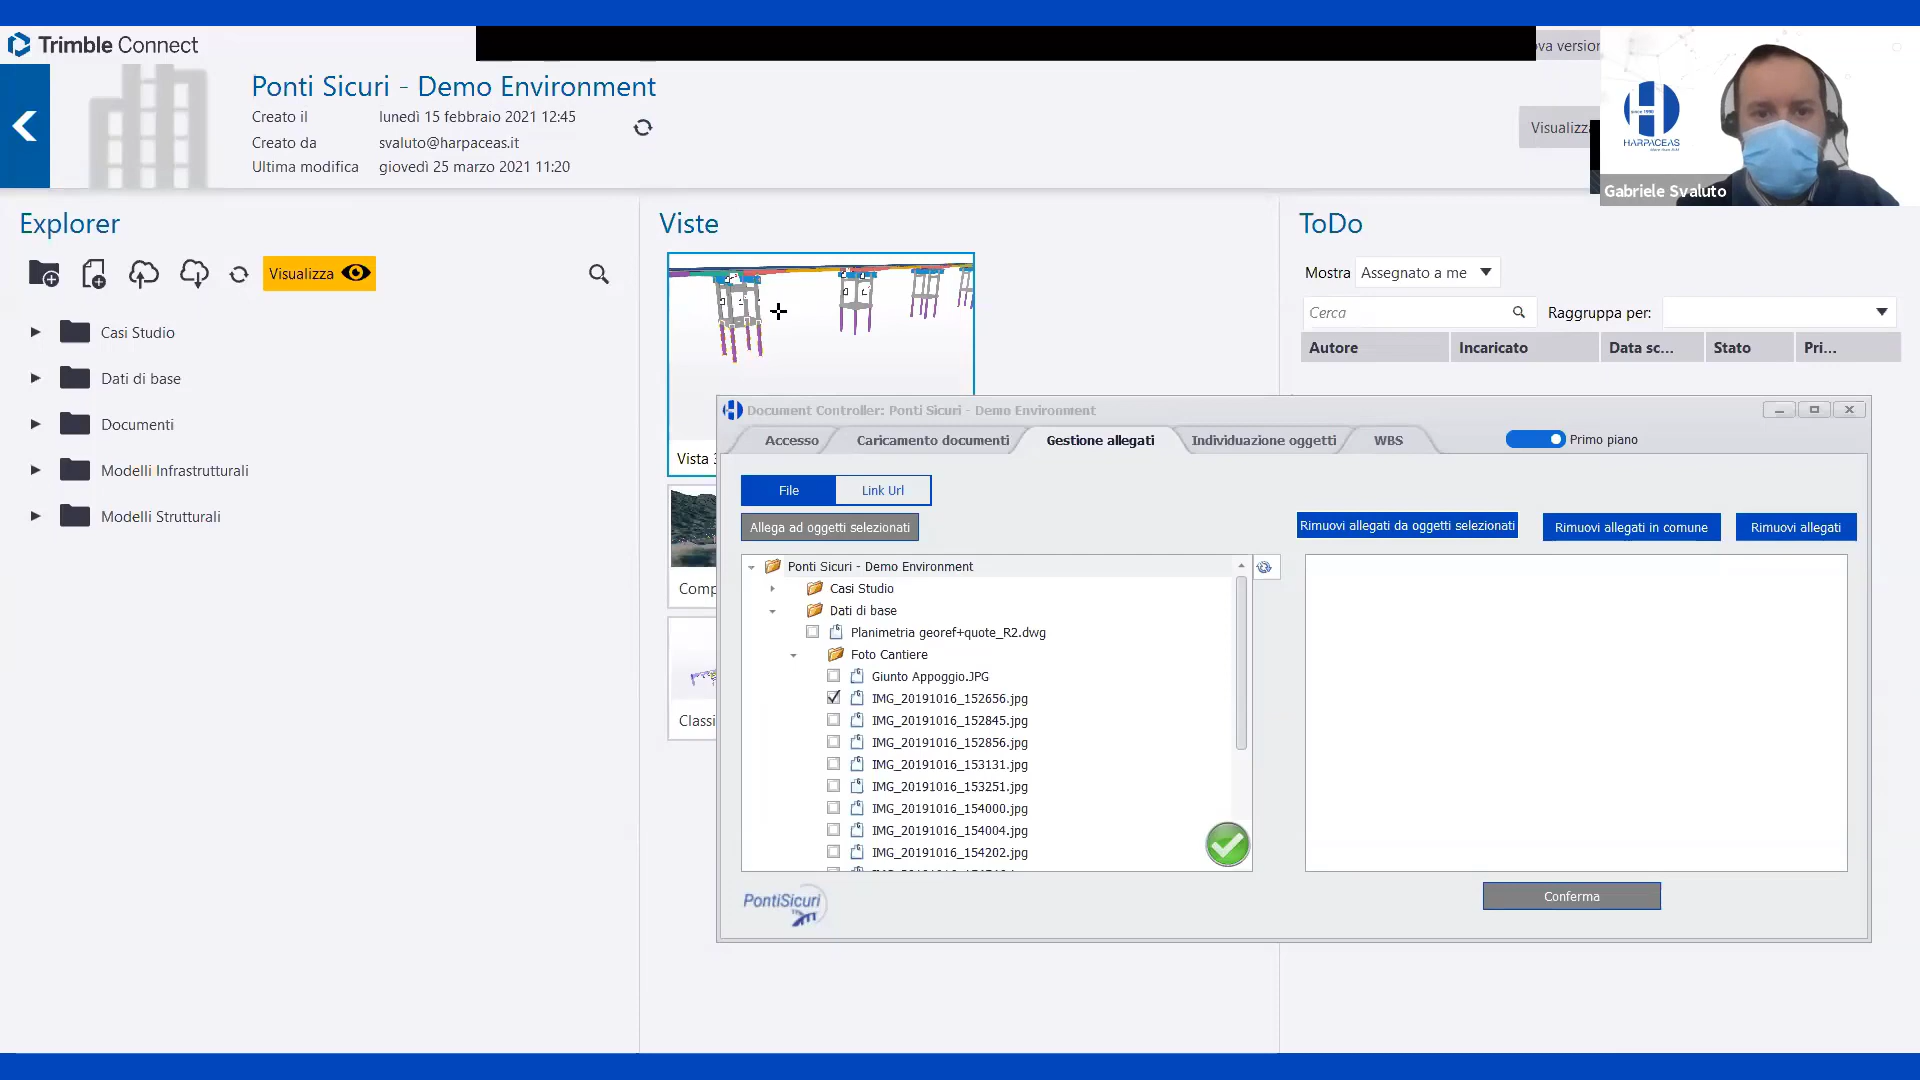 Trimble Connect
Ponti Sicuri - Demo Environment
Creato il lunedì 15 febbraio 2021 12:45
Creato da svaluto@harpaceas.it
Ultima modifica giovedì 25 marzo 2021 11:20
HARPACEAS
Gabriele Svaluto
Explorer
Visualizza
Casi Studio
Dati di base
Documenti
Modelli Infrastrutturali
Modelli Strutturali
Viste
Vista
ToDo
Mostra Assegnato a me
Cerca Raggruppa per:
Autore Incaricato Data sc... Stato Pri...
Document Controller: Ponti Sicuri - Demo Environment
Accesso Caricamento documenti Gestione allegati Individuazione oggetti WBS Primo piano
File Link Url
Allega ad oggetti selezionati Rimuovi allegati da oggetti selezionati Rimuovi allegati in comune Rimuovi allegati
Ponti Sicuri - Demo Environment
Casi Studio
Dati di base
Planimetria georef+quote_R2.dwg
Foto Cantiere
Giunto Appoggio.JPG
IMG_20191016_152656.jpg
IMG_20191016_152845.jpg
IMG_20191016_152856.jpg
IMG_20191016_153131.jpg
IMG_20191016_153251.jpg
IMG_20191016_154000.jpg
IMG_20191016_154004.jpg
IMG_20191016_154202.jpg
PontiSicuri
Conferma